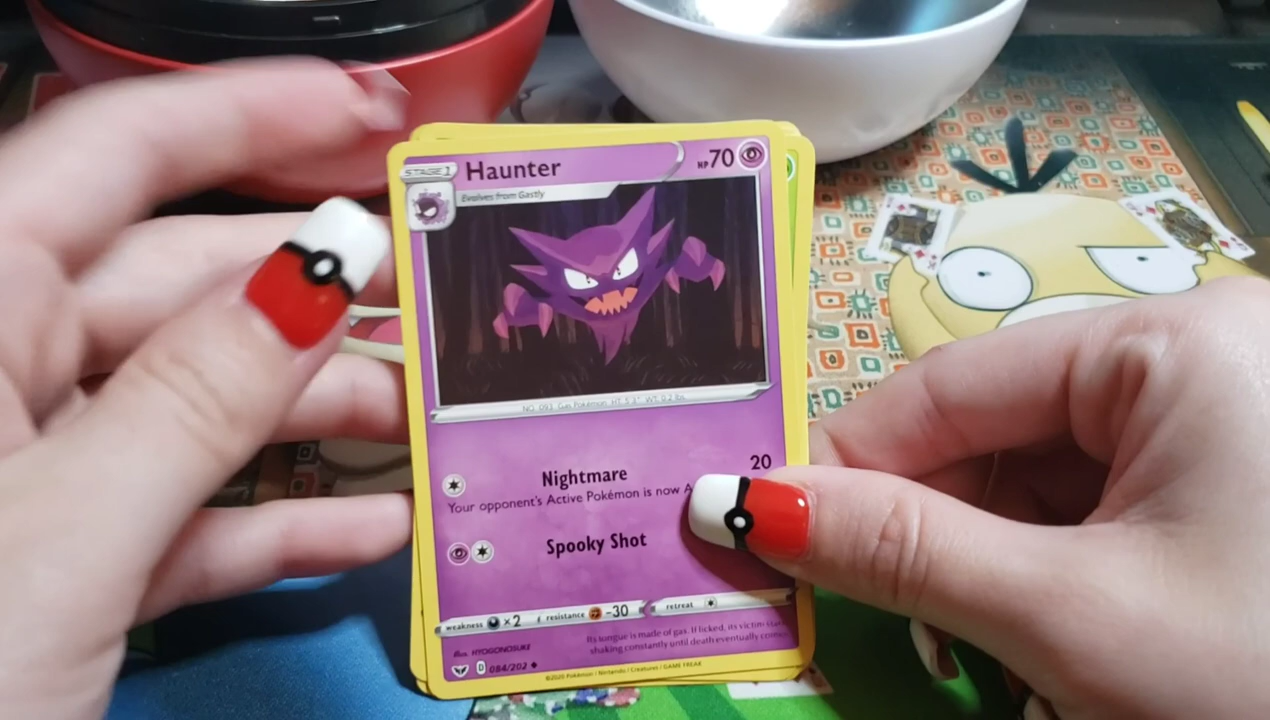 STAGE 1 Haunter HP 70
Evolves from Gastly
NO. 093 Gas Pokémon HT: 5'3" WT: 0.2 lbs.
Nightmare 20
Your opponent's Active Pokémon is now A
Spooky Shot
weakness ×2 resistance -30 retreat
Its tongue is made of gas. If licked, its victim
shaking constantly until death eventually
Illus. HYOGONOSUKE
D 084/202
©2020 Pokémon / Nintendo / Creatures / GAME FREAK